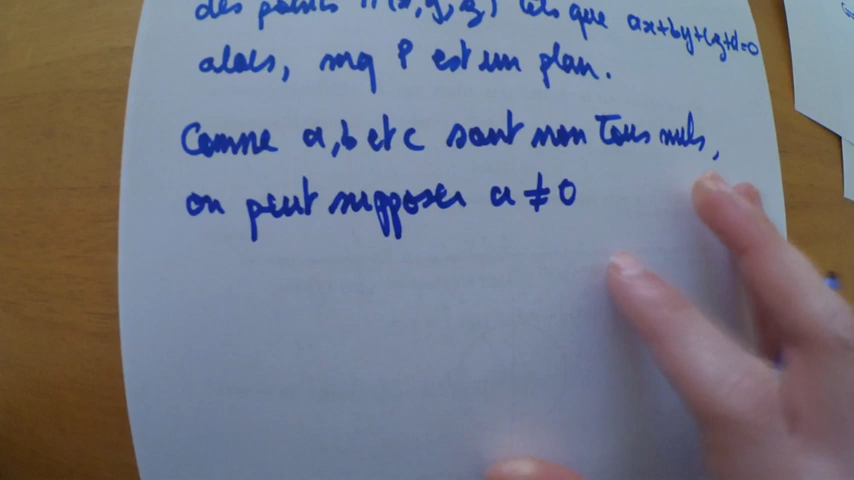 des points M(x,y,z) tels que ax+by+cz+d=0
alors, mq P est un plan.
Comme a, b et c sont non tous nuls,
on peut supposer a ≠ 0